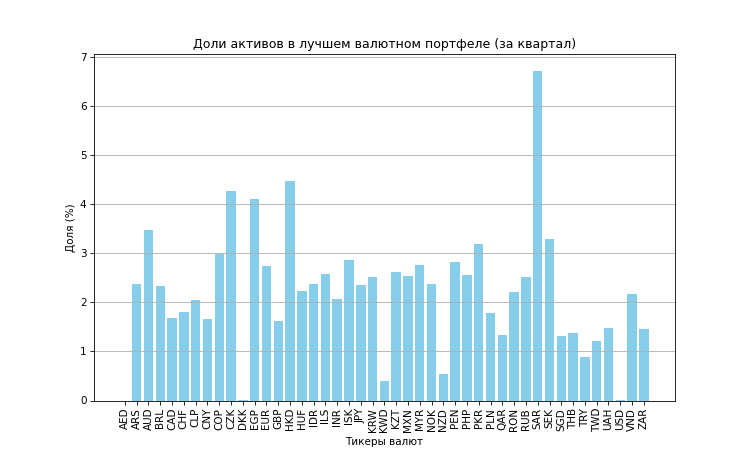 Доли активов в лучшем валютном портфеле (за квартал)
7
6
5
4
3
2
1
0
Доля (%)
AED ARS AUD BRL CAD CHF CLP CNY COP CZK DKK EGP EUR GBP HKD HUF IDR ILS INR ISK JPY KRW KWD KZT MXN MYR NOK NZD PEN PHP PKR PLN QAR RON RUB SAR SEK SGD THB TRY TWD UAH USD VND ZAR
Тикеры валют